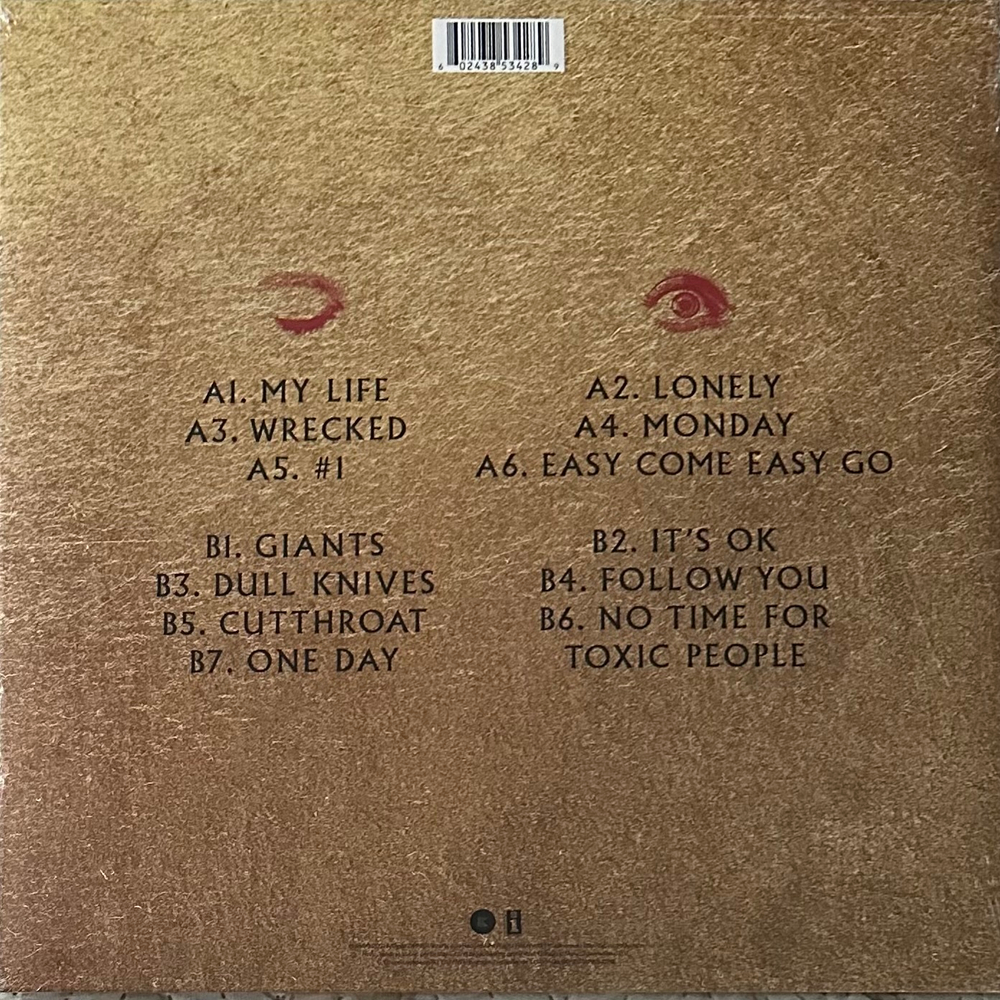 6 02438 53428 9
A1. MY LIFE
A2. LONELY
A3. WRECKED
A4. MONDAY
A5. #1
A6. EASY COME EASY GO
B1. GIANTS
B2. IT'S OK
B3. DULL KNIVES
B4. FOLLOW YOU
B5. CUTTHROAT
B6. NO TIME FOR
TOXIC PEOPLE
B7. ONE DAY